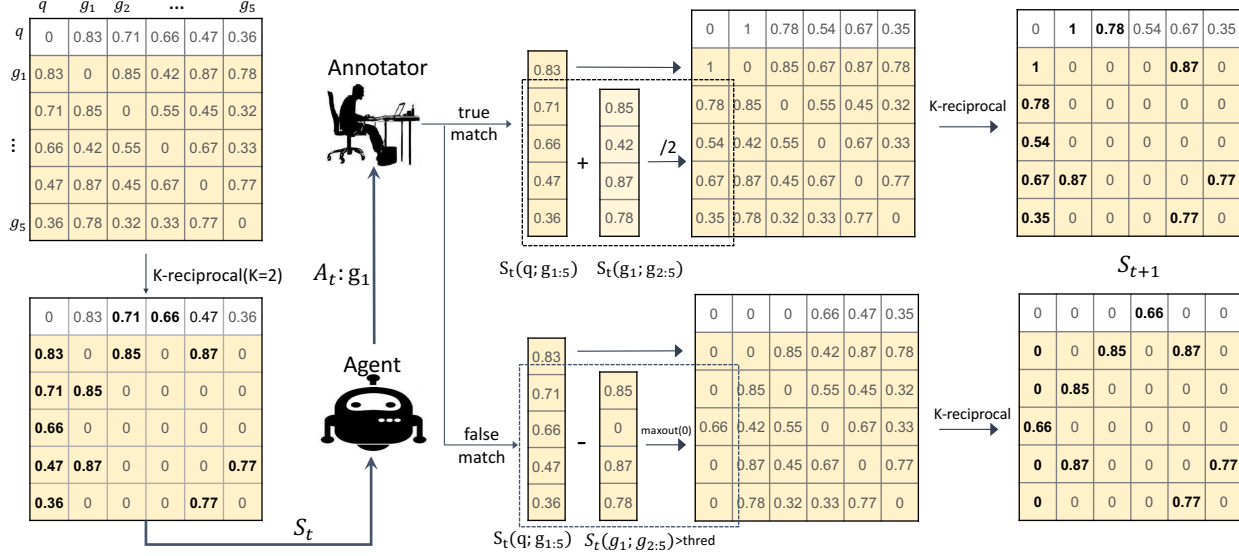 q g1 g2 ... g5
q 0 0.83 0.71 0.66 0.47 0.36
g1 0.83 0 0.85 0.42 0.87 0.78
0.71 0.85 0 0.55 0.45 0.32
... 0.66 0.42 0.55 0 0.67 0.33
0.47 0.87 0.45 0.67 0 0.77
g5 0.36 0.78 0.32 0.33 0.77 0
K-reciprocal(K=2)
0 0.83 0.71 0.66 0.47 0.36
0.83 0 0.85 0 0.87 0
0.71 0.85 0 0 0 0
0.66 0 0 0 0 0
0.47 0.87 0 0 0 0.77
0.36 0 0 0 0.77 0
St
Agent
At: g1
Annotator
true
match
0.83
0.71
0.66
0.47
0.36
+
0.85
0.42
0.87
0.78
/2
St(q; g1:5) St(g1; g2:5)
0 1 0.78 0.54 0.67 0.35
1 0 0.85 0.67 0.87 0.78
0.78 0.85 0 0.55 0.45 0.32
0.54 0.42 0.55 0 0.67 0.33
0.67 0.87 0.45 0.67 0 0.77
0.35 0.78 0.32 0.33 0.77 0
K-reciprocal
0 1 0.78 0.54 0.67 0.35
1 0 0 0 0.87 0
0.78 0 0 0 0 0
0.54 0 0 0 0 0
0.67 0.87 0 0 0 0.77
0.35 0 0 0 0.77 0
St+1
false
match
0.83
0.71
0.66
0.47
0.36
-
0.85
0
0.87
0.78
maxout(0)
St(q; g1:5) St(g1; g2:5)>thred
0 0 0 0.66 0.47 0.35
0 0 0.85 0.42 0.87 0.78
0 0.85 0 0.55 0.45 0.32
0.66 0.42 0.55 0 0.67 0.33
0 0.87 0.45 0.67 0 0.77
0 0.78 0.32 0.33 0.77 0
K-reciprocal
0 0 0 0.66 0 0
0 0 0.85 0 0.87 0
0 0.85 0 0 0 0
0.66 0 0 0 0 0
0 0.87 0 0 0 0.77
0 0 0 0 0.77 0